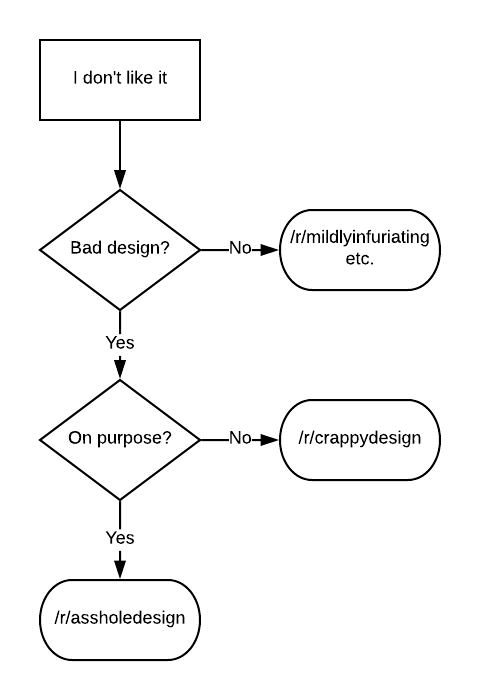 I don't like it
Bad design?
No
/r/mildlyinfuriating
etc.
Yes
On purpose?
No
/r/crappydesign
Yes
/r/assholedesign